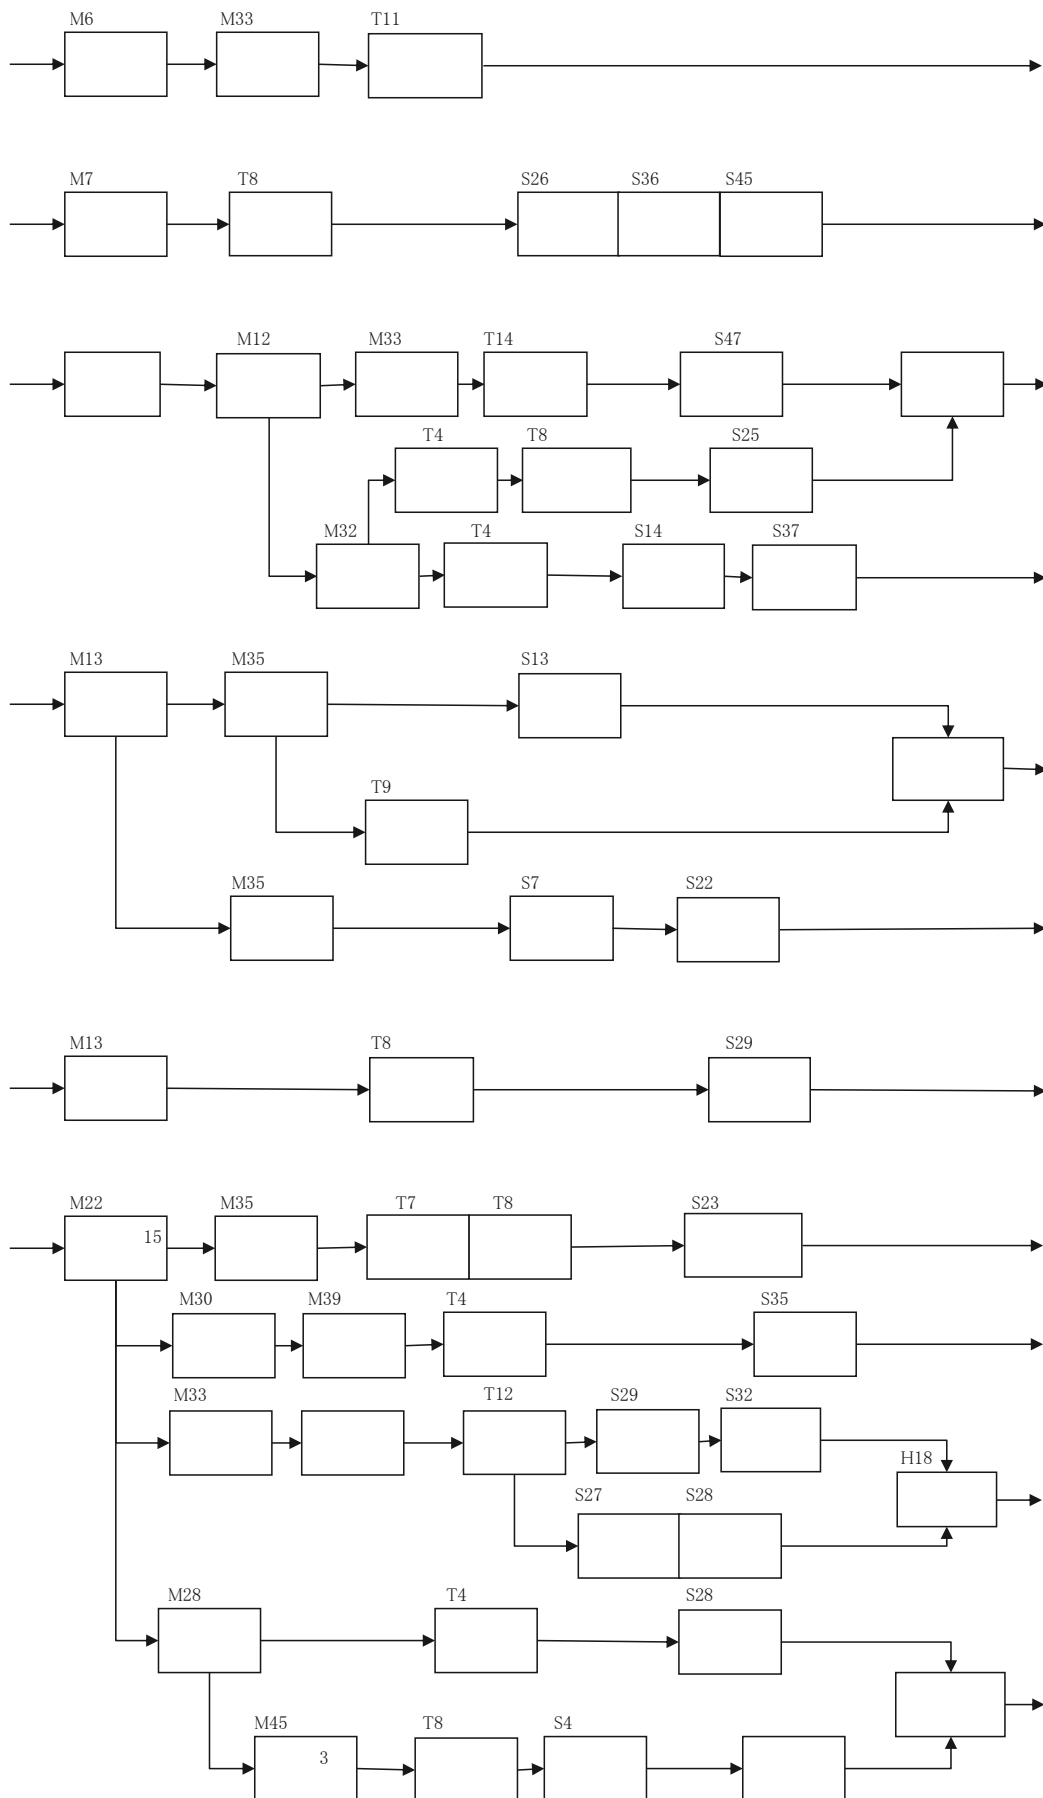 M6 M33 T11
M7 T8 S26 S36 S45
M12 M33 T14 S47
T4 T8 S25
M32 T4 S14 S37
M13 M35 S13
T9
M35 S7 S22
M13 T8 S29
M22 M35 T7 T8 S23
15
M30 M39 T4 S35
M33 T12 S29 S32
H18
S27 S28
M28 T4 S28
M45 T8 S4
3